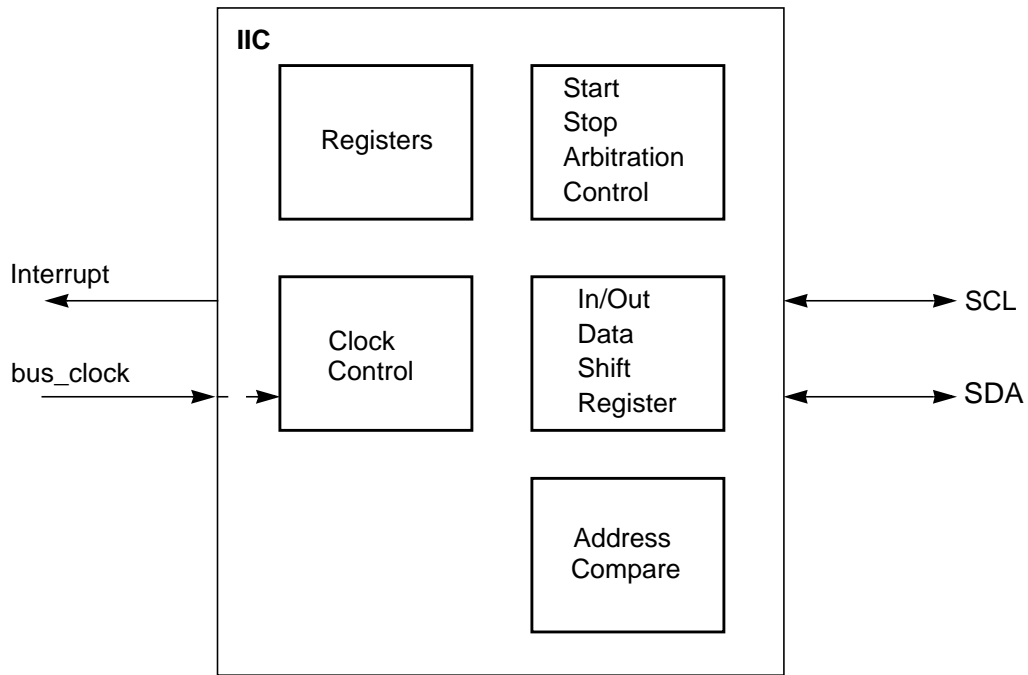 IIC
Registers
Start
Stop
Arbitration
Control
Interrupt
bus_clock
Clock
Control
In/Out
Data
Shift
Register
SCL
SDA
Address
Compare